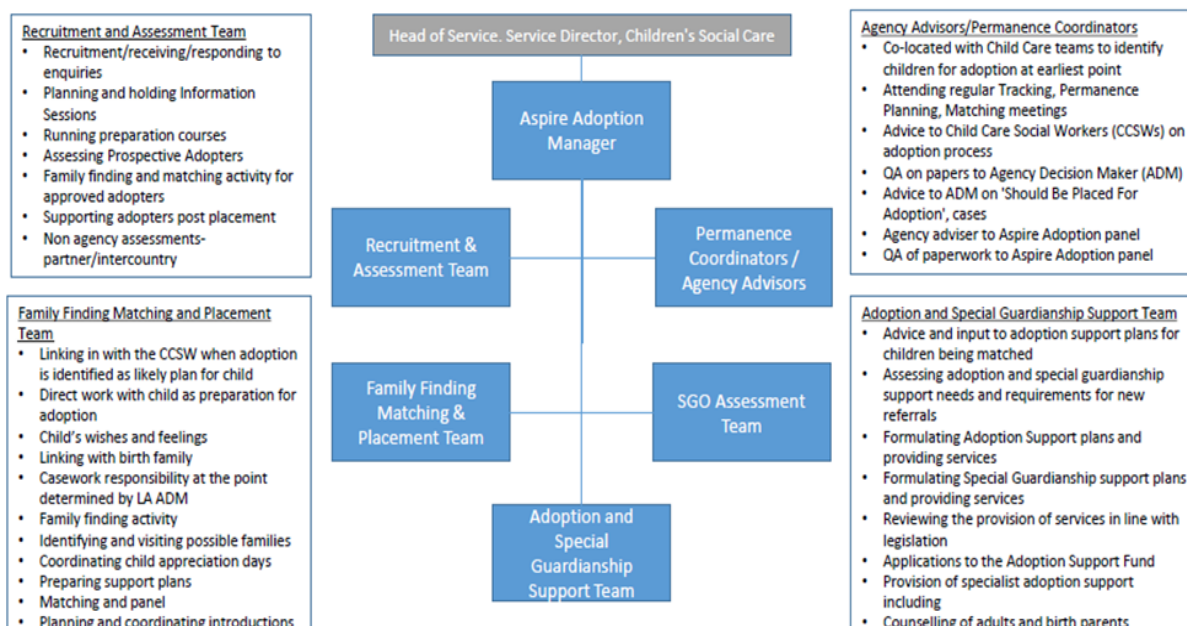 Recruitment and Assessment Team
• Recruitment/receiving/responding to
enquiries
• Planning and holding Information
Sessions
• Running preparation courses
• Assessing Prospective Adopters
• Family finding and matching activity for
approved adopters
• Supporting adopters post placement
• Non agency assessments-
partner/intercountry
Family Finding Matching and Placement
Team
• Linking in with the CCSW when adoption
is identified as likely plan for child
• Direct work with child as preparation for
adoption
• Child's wishes and feelings
• Linking with birth family
• Casework responsibility at the point
determined by LA ADM
• Family finding activity
• Identifying and visiting possible families
• Coordinating child appreciation days
• Preparing support plans
• Matching and panel
• Planning and coordinating introductions
Head of Service. Service Director, Children's Social Care
Aspire Adoption
Manager
Recruitment &
Assessment Team
Permanence
Coordinators /
Agency Advisors
Family Finding
Matching &
Placement Team
SGO Assessment
Team
Adoption and
Special
Guardianship
Support Team
Agency Advisors/Permanence Coordinators
• Co-located with Child Care teams to identify
children for adoption at earliest point
• Attending regular Tracking, Permanence
Planning, Matching meetings
• Advice to Child Care Social Workers (CCSWs) on
adoption process
• QA on papers to Agency Decision Maker (ADM)
• Advice to ADM on 'Should Be Placed For
Adoption', cases
• Agency adviser to Aspire Adoption panel
• QA of paperwork to Aspire Adoption panel
Adoption and Special Guardianship Support Team
• Advice and input to adoption support plans for
children being matched
• Assessing adoption and special guardianship
support needs and requirements for new
referrals
• Formulating Adoption Support plans and
providing services
• Formulating Special Guardianship support plans
and providing services
• Reviewing the provision of services in line with
legislation
• Applications to the Adoption Support Fund
• Provision of specialist adoption support
including
• Counselling of adults and birth parents